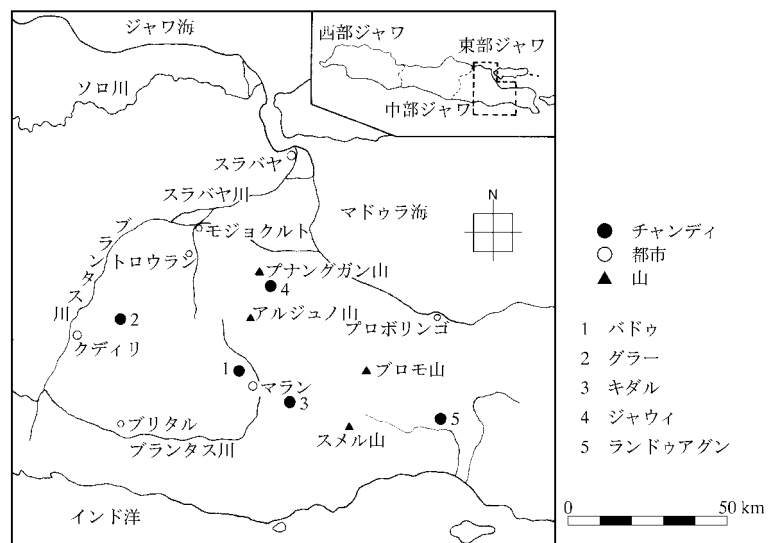 ジャワ海
西部ジャワ
東部ジャワ
中部ジャワ
ソロ川
スラバヤ
スラバヤ川
マドゥラ海
N
ブランタス川
モジョクルト
トロウラン
プナングガン山
4
アルジュノ山
プロボリンゴ
2
クディリ
1
マラン
ブロモ山
3
5
ブリタル
スメル山
ブランタス川
インド洋
チャンディ
都市
山
1 バドゥ
2 グラー
3 キダル
4 ジャウィ
5 ランドゥアグン
0 50 km